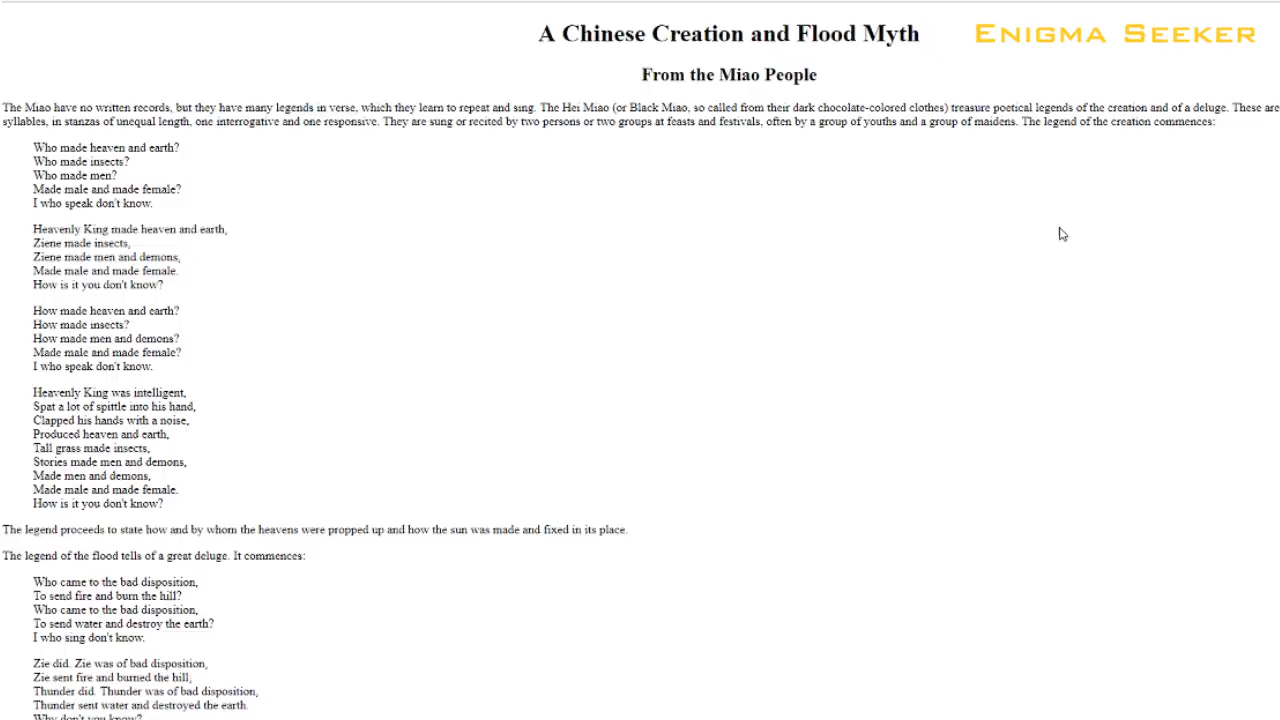 A Chinese Creation and Flood Myth
ENIGMA SEEKER
From the Miao People
The Miao have no written records, but they have many legends in verse, which they learn to repeat and sing. The Hei Miao (or Black Miao, so called from their dark chocolate-colored clothes) treasure poetical legends of the creation and of a deluge. These are
syllables, in stanzas of unequal length, one interrogative and one responsive. They are sung or recited by two persons or two groups at feasts and festivals, often by a group of youths and a group of maidens. The legend of the creation commences:
Who made heaven and earth?
Who made insects?
Who made men?
Made male and made female?
I who speak don't know.
Heavenly King made heaven and earth,
Ziene made insects,
Ziene made men and demons,
Made male and made female.
How is it you don't know?
How made heaven and earth?
How made insects?
How made men and demons?
Made male and made female?
I who speak don't know.
Heavenly King was intelligent,
Spat a lot of spittle into his hand,
Clapped his hands with a noise,
Produced heaven and earth,
Tall grass made insects,
Stories made men and demons,
Made men and demons,
Made male and made female.
How is it you don't know?
The legend proceeds to state how and by whom the heavens were propped up and how the sun was made and fixed in its place.
The legend of the flood tells of a great deluge. It commences:
Who came to the bad disposition,
To send fire and burn the hill?
Who came to the bad disposition,
To send water and destroy the earth?
I who sing don't know.
Zie did. Zie was of bad disposition,
Zie sent fire and burned the hill,
Thunder did. Thunder was of bad disposition,
Thunder sent water and destroyed the earth.
Why don't you know?